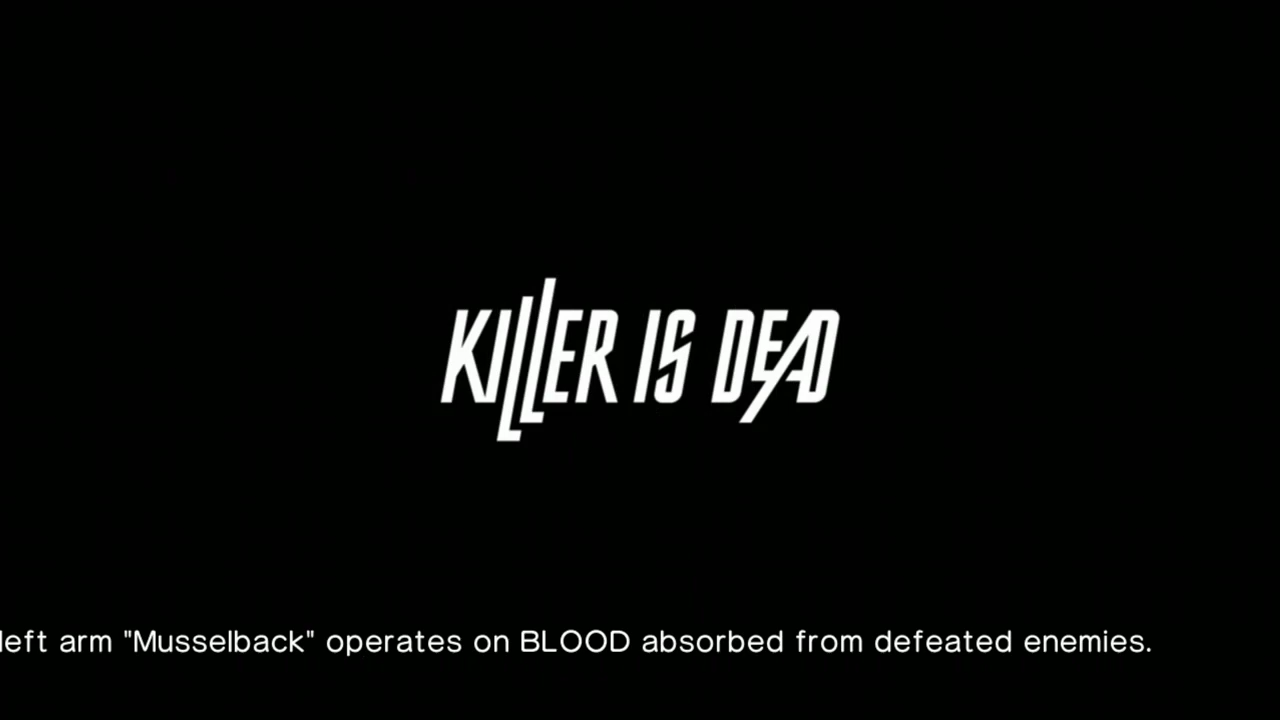 KILLER IS DEAD
left arm "Musselback" operates on BLOOD absorbed from defeated enemies.